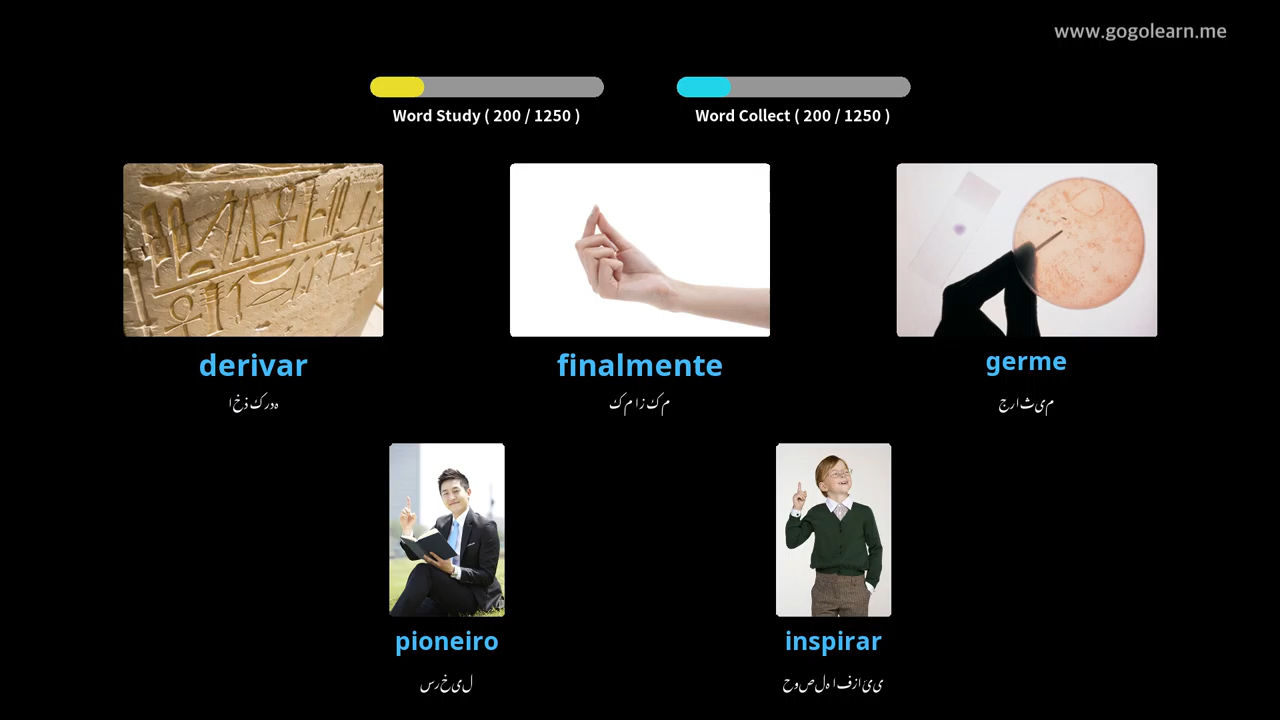 www.gogolearn.me
Word Study ( 200 / 1250 )
Word Collect ( 200 / 1250 )
derivar
اخذ کردہ
finalmente
کم از کم
germe
جراثیم
pioneiro
سرخیل
inspirar
حوصلہ افزائی